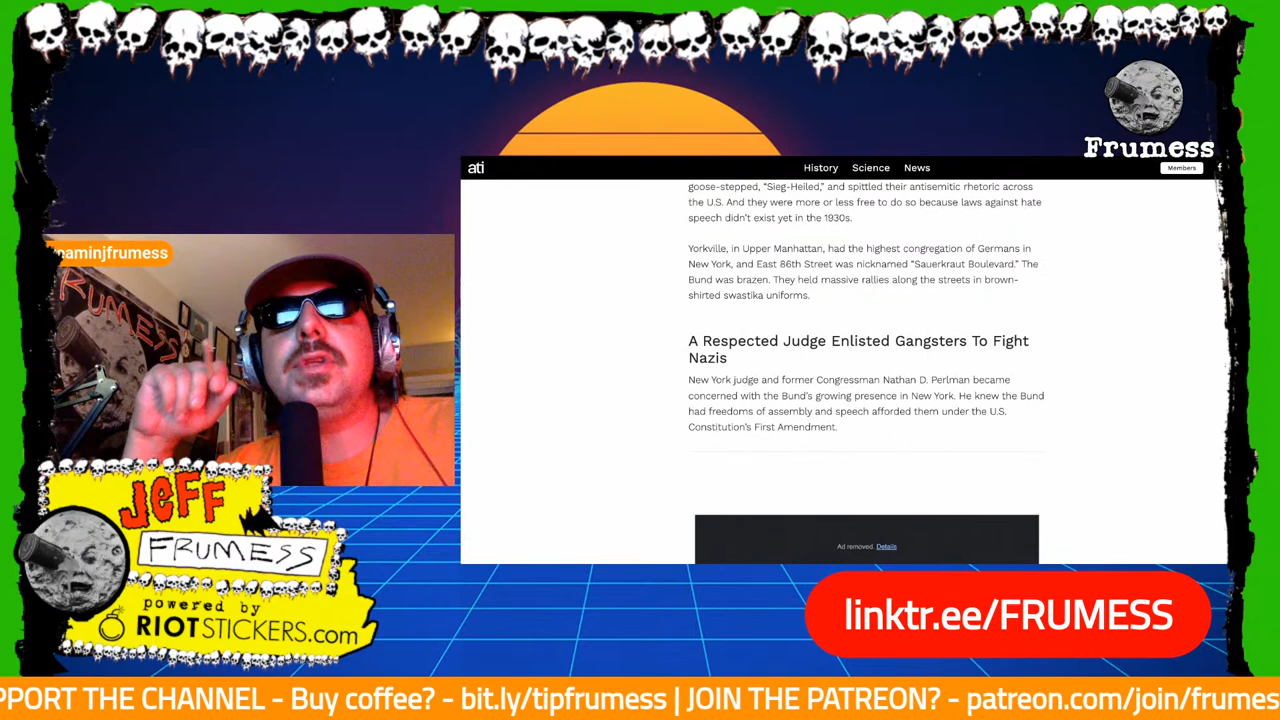 Frumess
ati
History Science News
Members
goose-stepped, “Sieg-Heiled,” and spittled their antisemitic rhetoric across
the U.S. And they were more or less free to do so because laws against hate
speech didn’t exist yet in the 1930s.
Yorkville, in Upper Manhattan, had the highest congregation of Germans in
New York, and East 86th Street was nicknamed “Sauerkraut Boulevard.” The
Bund was brazen. They held massive rallies along the streets in brown-
shirted swastika uniforms.
A Respected Judge Enlisted Gangsters To Fight
Nazis
New York judge and former Congressman Nathan D. Perlman became
concerned with the Bund’s growing presence in New York. He knew the Bund
had freedoms of assembly and speech afforded them under the U.S.
Constitution’s First Amendment.
Ad removed. Details
eaminjfrumess
FRUMESS
JEFF
FRUMESS
powered by
RIOTSTICKERS.com
linktr.ee/FRUMESS
PPORT THE CHANNEL - Buy coffee? - bit.ly/tipfrumess | JOIN THE PATREON? - patreon.com/join/frumes